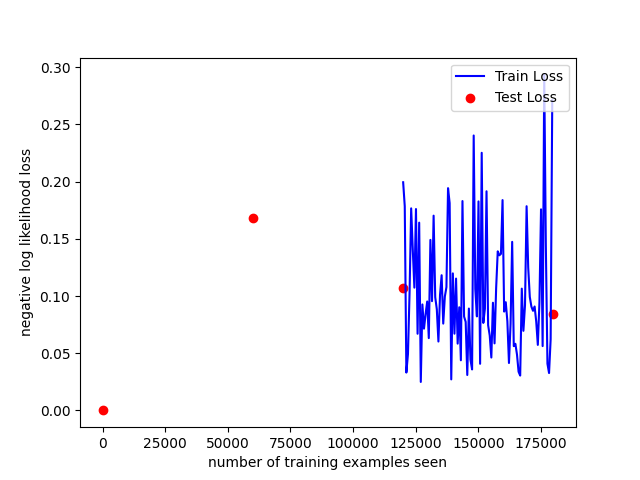 0.30
0.25
0.20
0.15
0.10
0.05
0.00
negative log likelihood loss
Train Loss
Test Loss
0 25000 50000 75000 100000 125000 150000 175000
number of training examples seen